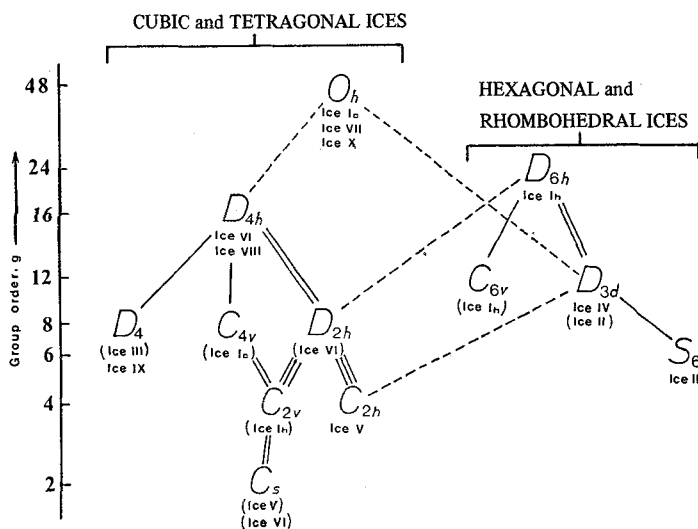 CUBIC and TETRAGONAL ICES
HEXAGONAL and
RHOMBOHEDRAL ICES
Group order, g
48
24
16
12
8
6
4
2
Oh
Ice Ic
Ice VII
Ice X
D6h
Ice Ih
D4h
Ice VI
Ice VIII
C6v
(Ice Ih)
D3d
Ice IV
(Ice II)
D4
(Ice III)
Ice IX
C4v
(Ice Ic)
D2h
(Ice VI)
S6
Ice II
C2v
(Ice Ih)
C2h
Ice V
Cs
(Ice V)
(Ice VI)